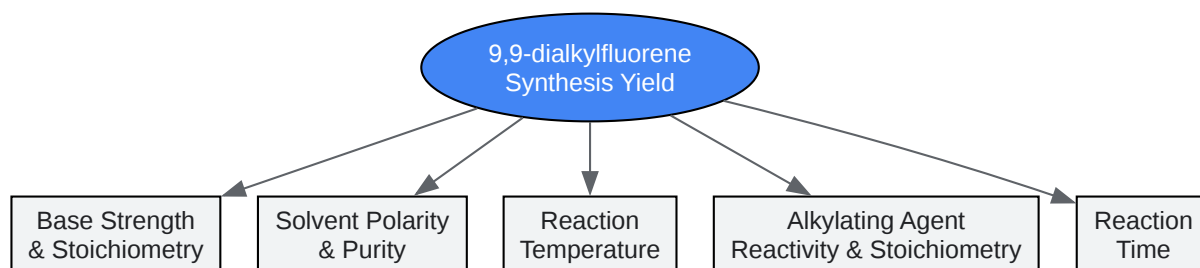 9,9-dialkylfluorene
Synthesis Yield
Base Strength
& Stoichiometry
Solvent Polarity
& Purity
Reaction
Temperature
Alkylating Agent
Reactivity & Stoichiometry
Reaction
Time